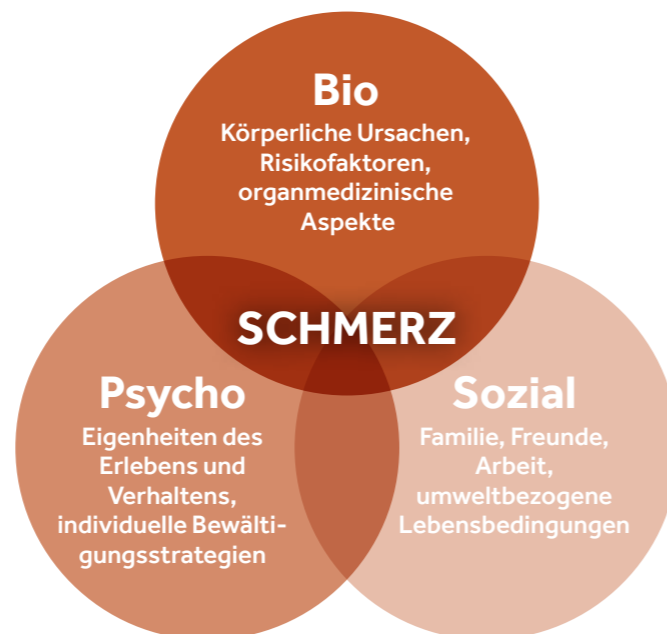 Bio
Körperliche Ursachen,
Risikofaktoren,
organmedizinische
Aspekte
SCHMERZ
Psycho
Eigenheiten des
Erlebens und
Verhaltens,
individuelle Bewälti-
gungsstrategien
Sozial
Familie, Freunde,
Arbeit,
umweltbezogene
Lebensbedingungen